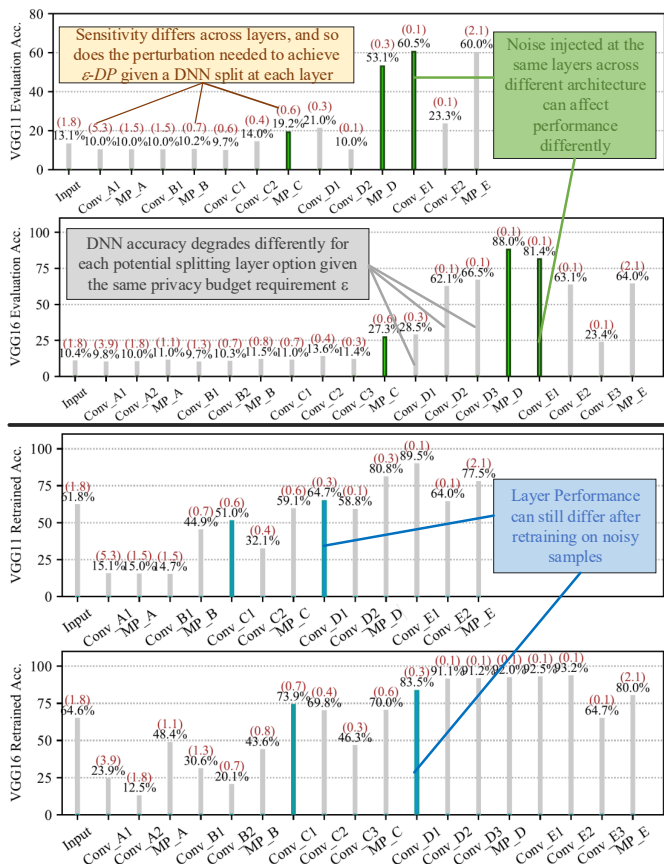 VGG11 Evaluation Acc.
80
60
40
20
0
Sensitivity differs across layers, and so
does the perturbation needed to achieve
ε-DP given a DNN split at each layer
Noise injected at the
same layers across
different architecture
can affect
performance
differently
(1.8) (5.3) (1.5) (1.5) (0.7) (0.6) (0.4) (0.6) (0.3) (0.1) (0.3) (0.1) (0.1) (2.1)
13.1% 10.0% 10.0% 10.0% 10.2% 9.7% 14.0% 19.2% 21.0% 10.0% 53.1% 60.5% 23.3% 60.0%
Input Conv_A1 MP_A Conv_B1 MP_B Conv_C1 Conv_C2 MP_C Conv_D1 Conv_D2 MP_D Conv_E1 Conv_E2 MP_E
VGG16 Evaluation Acc.
100
75
50
25
0
DNN accuracy degrades differently for
each potential splitting layer option given
the same privacy budget requirement ε
(1.8) (3.9) (1.8) (1.1) (1.3) (0.7) (0.8) (0.7) (0.4) (0.3) (0.6) (0.3) (0.1) (0.1) (0.1) (0.1) (0.1) (2.1)
10.4% 9.8% 10.0% 11.0% 9.7% 10.3% 11.5% 11.0% 13.6% 11.4% 27.3% 28.5% 62.1% 66.5% 88.0% 81.4% 63.1% 23.4% 64.0%
Input Conv_A1 Conv_A2 MP_A Conv_B1 Conv_B2 MP_B Conv_C1 Conv_C2 Conv_C3 MP_C Conv_D1 Conv_D2 Conv_D3 MP_D Conv_E1 Conv_E2 Conv_E3 MP_E
VGG11 Retrained Acc.
100
75
50
25
0
(1.8) (5.3) (1.5) (1.5) (0.7) (0.6) (0.4) (0.6) (0.3) (0.1) (0.3) (0.1) (0.1) (2.1)
61.8% 15.1% 15.0% 14.7% 44.9% 51.0% 32.1% 59.1% 64.7% 58.8% 80.8% 89.5% 64.0% 77.5%
Layer Performance
can still differ after
retraining on noisy
samples
Input Conv_A1 MP_A Conv_B1 MP_B Conv_C1 Conv_C2 MP_C Conv_D1 Conv_D2 MP_D Conv_E1 Conv_E2 MP_E
VGG16 Retrained Acc.
100
75
50
25
0
(1.8) (3.9) (1.8) (1.1) (1.3) (0.7) (0.8) (0.7) (0.4) (0.3) (0.6) (0.3) (0.1) (0.1) (0.1) (0.1) (0.1) (0.1) (2.1)
64.6% 23.9% 12.5% 48.4% 30.6% 20.1% 43.6% 73.9% 69.8% 46.3% 70.0% 83.5% 91.1% 91.2% 92.0% 92.5% 93.2% 64.7% 80.0%
Input Conv_A1 Conv_A2 MP_A Conv_B1 Conv_B2 MP_B Conv_C1 Conv_C2 Conv_C3 MP_C Conv_D1 Conv_D2 Conv_D3 MP_D Conv_E1 Conv_E2 Conv_E3 MP_E